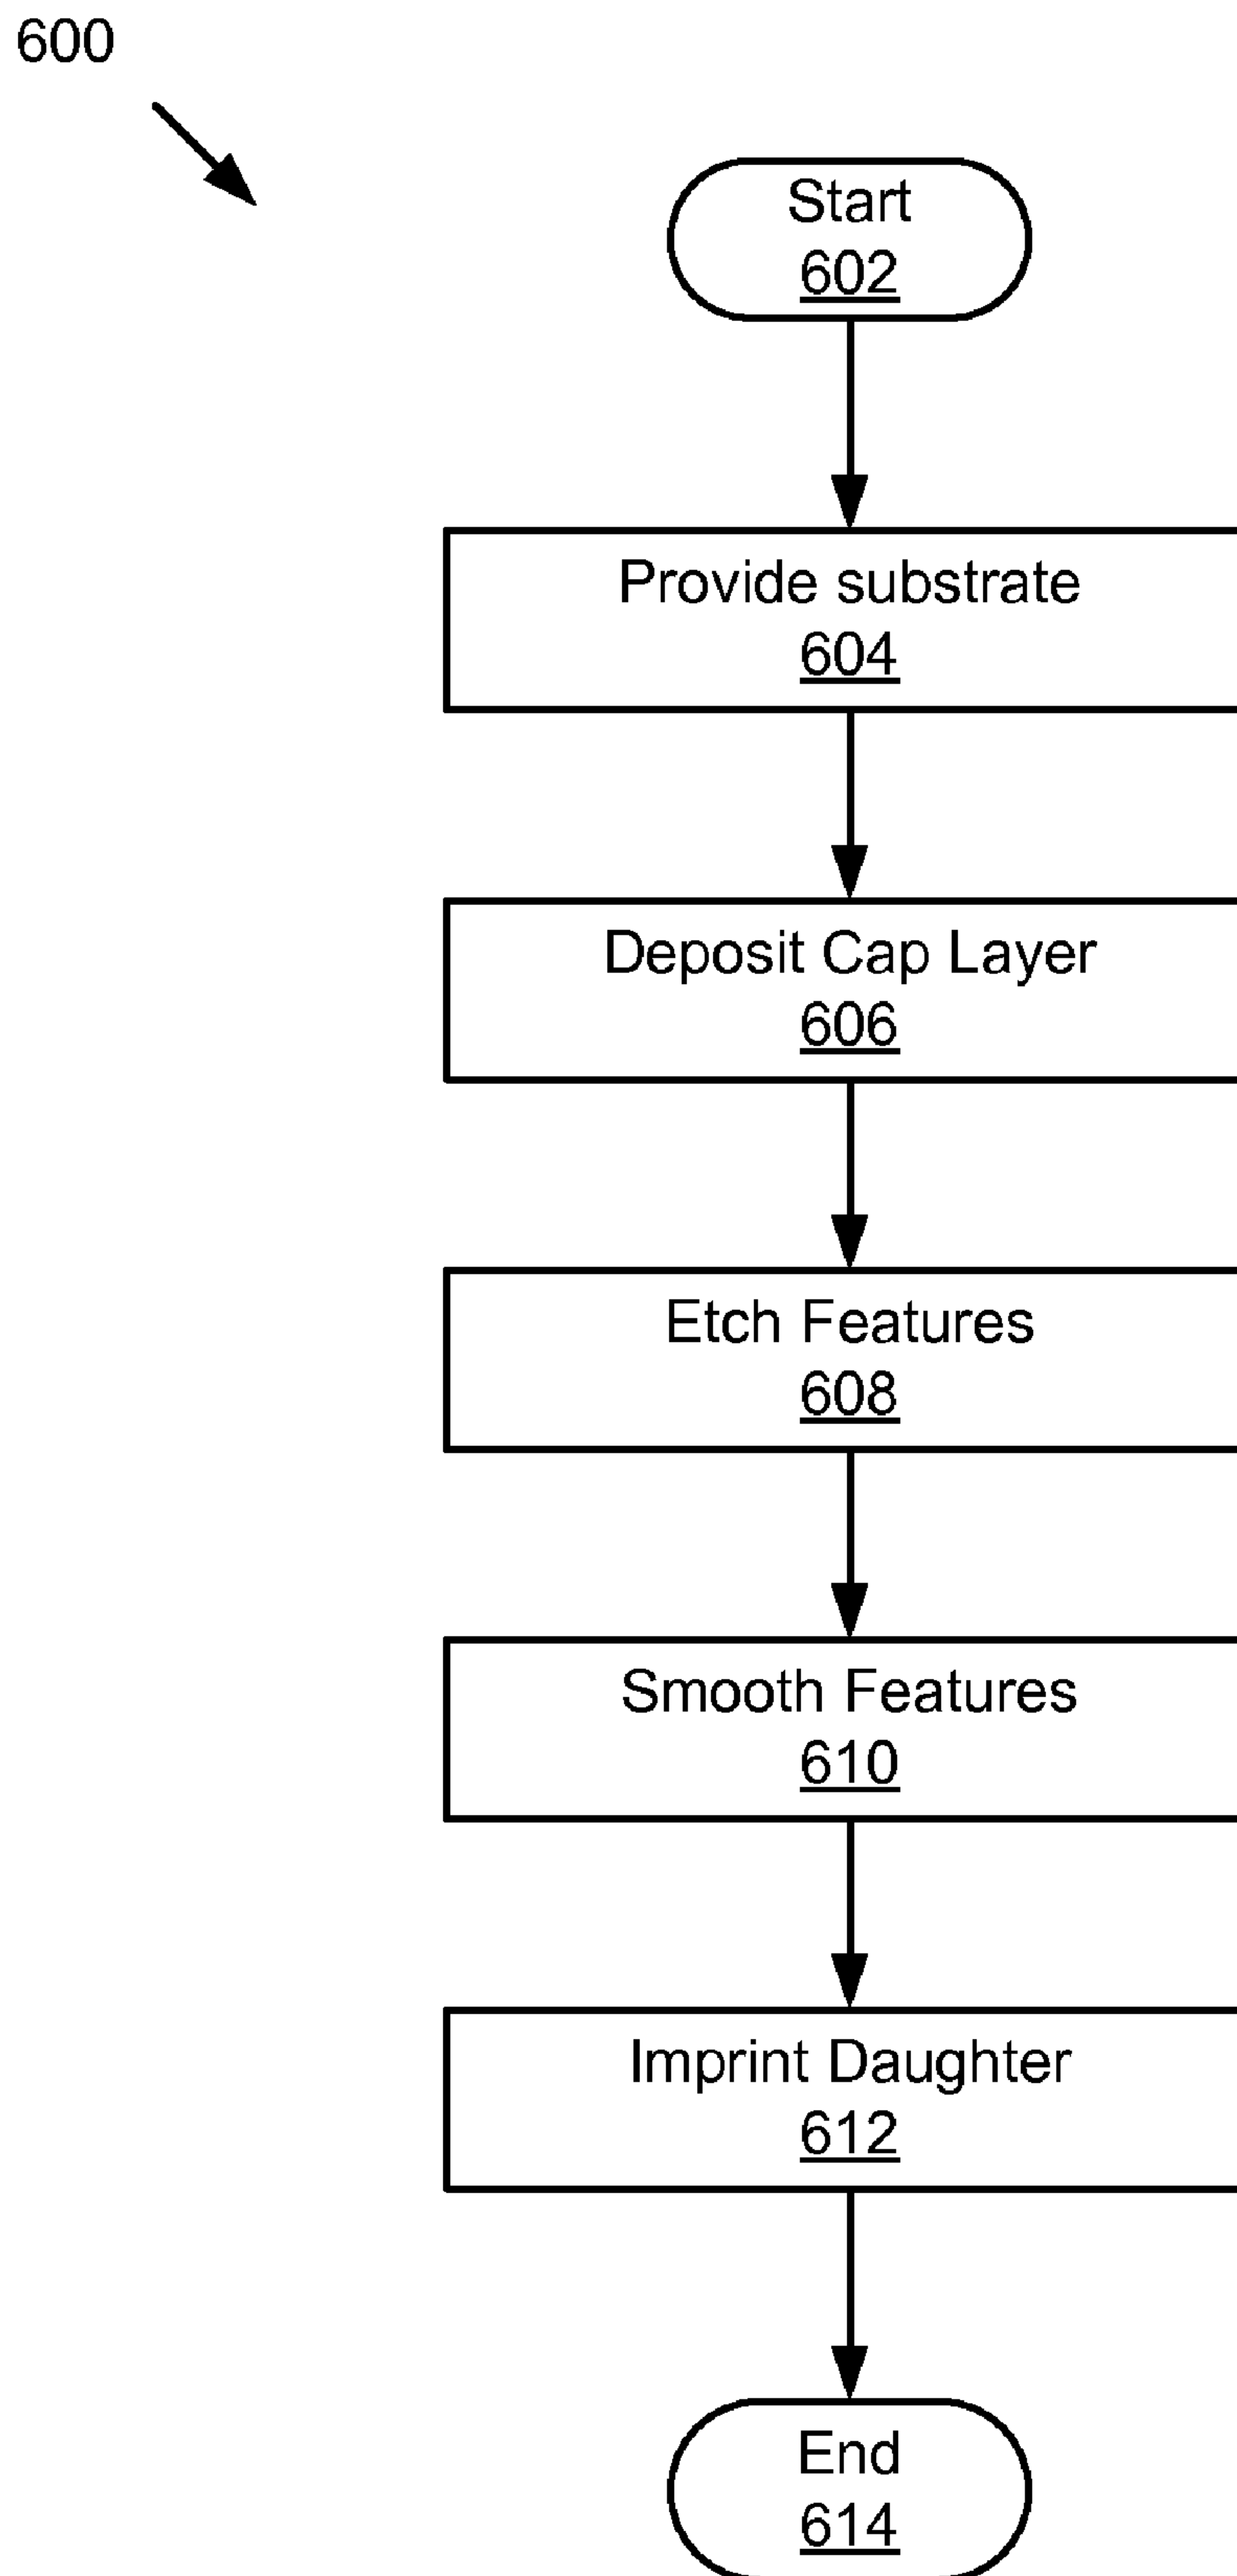 600
Start
602
Provide substrate
604
Deposit Cap Layer
606
Etch Features
608
Smooth Features
610
Imprint Daughter
612
End
614